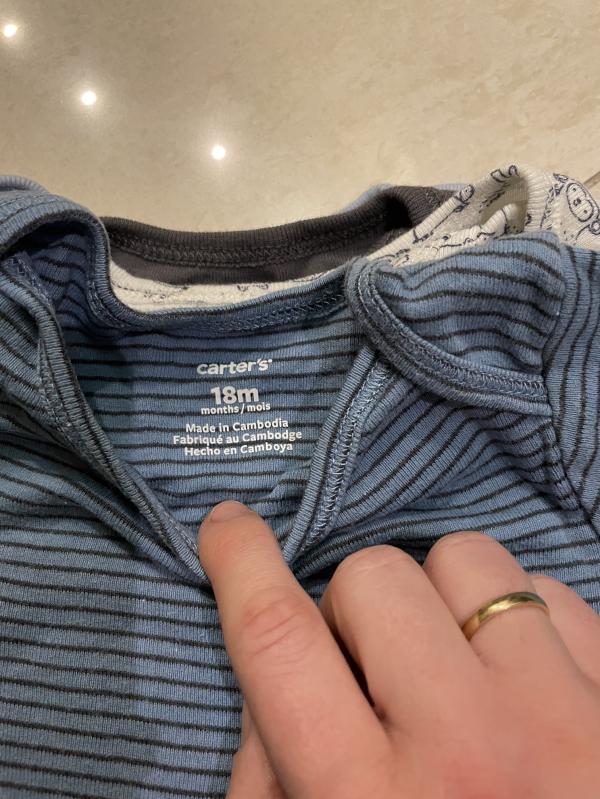 carter's®
18m
months / mois
Made in Cambodia
Fabriqué au Cambodge
Hecho en Camboya